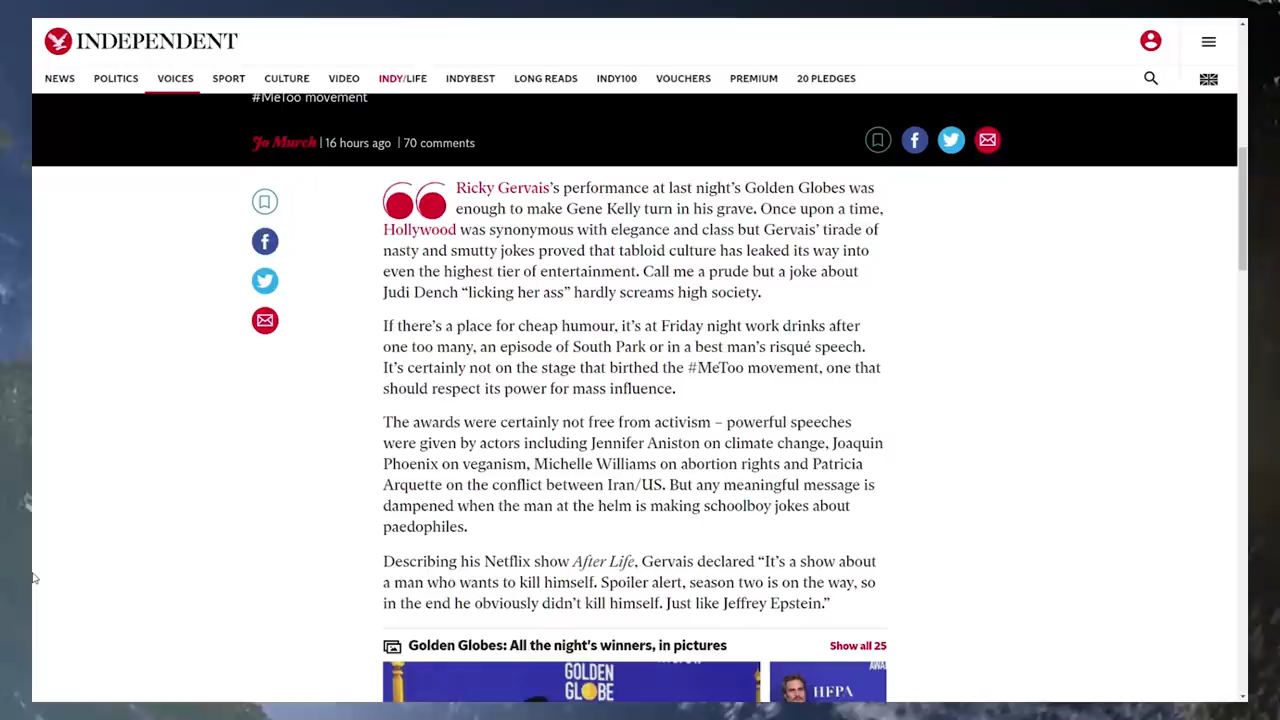 INDEPENDENT
NEWS POLITICS VOICES SPORT CULTURE VIDEO INDY/LIFE INDYBEST LONG READS INDY100 VOUCHERS PREMIUM 20 PLEDGES
#MeToo movement
Jo Murch | 16 hours ago | 70 comments
Ricky Gervais's performance at last night's Golden Globes was
enough to make Gene Kelly turn in his grave. Once upon a time,
Hollywood was synonymous with elegance and class but Gervais' tirade of
nasty and smutty jokes proved that tabloid culture has leaked its way into
even the highest tier of entertainment. Call me a prude but a joke about
Judi Dench “licking her ass” hardly screams high society.
If there's a place for cheap humour, it's at Friday night work drinks after
one too many, an episode of South Park or in a best man's risqué speech.
It's certainly not on the stage that birthed the #MeToo movement, one that
should respect its power for mass influence.
The awards were certainly not free from activism – powerful speeches
were given by actors including Jennifer Aniston on climate change, Joaquin
Phoenix on veganism, Michelle Williams on abortion rights and Patricia
Arquette on the conflict between Iran/US. But any meaningful message is
dampened when the man at the helm is making schoolboy jokes about
paedophiles.
Describing his Netflix show After Life, Gervais declared “It's a show about
a man who wants to kill himself. Spoiler alert, season two is on the way, so
in the end he obviously didn't kill himself. Just like Jeffrey Epstein.”
Golden Globes: All the night's winners, in pictures
Show all 25
GOLDEN
GLOBE
HFPA